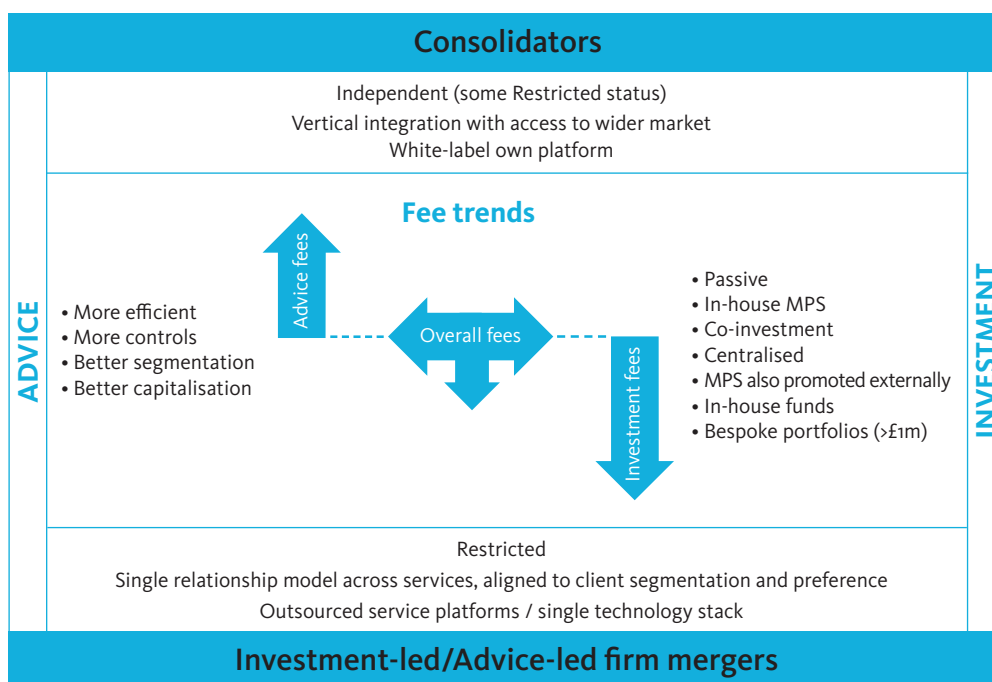 Consolidators
Independent (some Restricted status)
Vertical integration with access to wider market
White-label own platform
Fee trends
ADVICE
• More efficient
• More controls
• Better segmentation
• Better capitalisation
Advice fees
Overall fees
Investment fees
• Passive
• In-house MPS
• Co-investment
• Centralised
• MPS also promoted externally
• In-house funds
• Bespoke portfolios (>£1m)
INVESTMENT
Restricted
Single relationship model across services, aligned to client segmentation and preference
Outsourced service platforms / single technology stack
Investment-led/Advice-led firm mergers